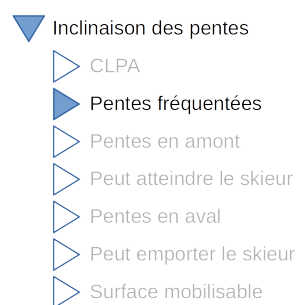 Inclinaison des pentes
CLPA
Pentes fréquentées
Pentes en amont
Peut atteindre le skieur
Pentes en aval
Peut emporter le skieur
Surface mobilisable